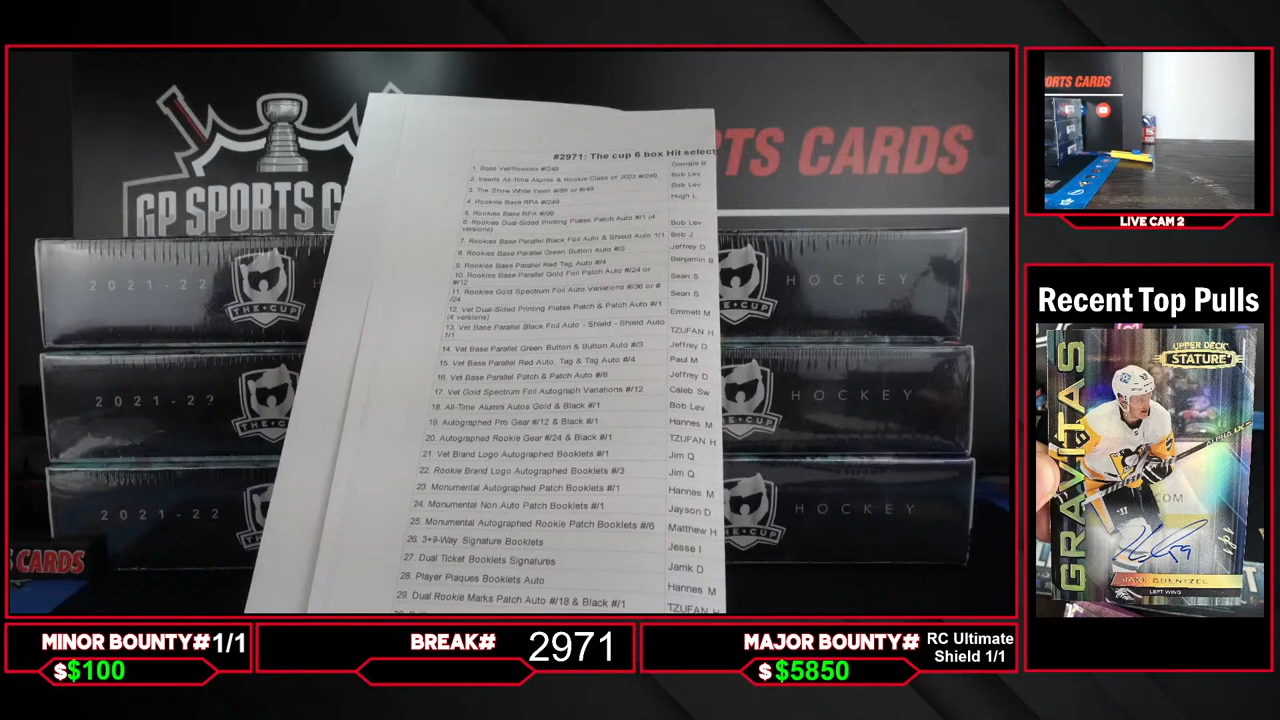 GP SPORTS C
RTS CARDS
#2971: The cup 6 box Hit select
1. Base Vet/Rookies #/249 Georgia B
2. Inserts All-Time Alumni & Rookie Class of 2023 #/249 Bob Lev
3. The Show White Insert #/99 or #/49 Bob Lev
4. Rookies Base RPA #/249 Hugh L
5. Rookies Base RPA #/99
6. Rookies Dual-Sided Printing Plates Patch Auto #/1 (4 versions) Bob Lev
7. Rookies Base Parallel Black Foil Auto & Shield Auto 1/1 Bob J
8. Rookies Base Parallel Green Button Auto #/3 Jeffrey D
9. Rookies Base Parallel Red Tag Auto #/4 Benjamin B
10. Rookies Base Parallel Gold Foil Patch Auto #/24 or #/12 Sean S
11. Rookies Gold Spectrum Foil Auto Variations #/36 or #/24 Sean S
12. Vet Dual-Sided Printing Plates Patch & Patch Auto #/1 (4 versions) Emmett M
13. Vet Base Parallel Black Foil Auto - Shield - Shield Auto 1/1 TZUFAN H
14. Vet Base Parallel Green Button & Button Auto #/3 Jeffrey D
15. Vet Base Parallel Red Auto, Tag & Tag Auto #/4 Paul M
16. Vet Base Parallel Patch & Patch Auto #/8 Jeffrey D
17. Vet Gold Spectrum Foil Autograph Variations #/12 Caleb Sw
18. All-Time Alumni Autos Gold & Black #/1 Bob Lev
19. Autographed Pro Gear #/12 & Black #/1 Hannes M
20. Autographed Rookie Gear #/24 & Black #/1 TZUFAN H
21. Vet Brand Logo Autographed Booklets #/1 Jim Q
22. Rookie Brand Logo Autographed Booklets #/3 Jim Q
23. Monumental Autographed Patch Booklets #/1 Hannes M
24. Monumental Non Auto Patch Booklets #/1 Jayson D
25. Monumental Autographed Rookie Patch Booklets #/6 Matthew H
26. 3+9-Way Signature Booklets Jesse I
27. Dual Ticket Booklets Signatures Jarrik D
28. Player Plaques Booklets Auto Hannes M
29. Dual Rookie Marks Patch Auto #/18 & Black #/1 TZUFAN H
2021-22 H
THE CUP
HOCKEY
2021-22
THE CUP
HOCKEY
2021-22
HOCKEY
CARDS
ORTS CARDS
LIVE CAM 2
Recent Top Pulls
UPPER DECK
STATURE
GRAVITAS
JAKE GUENTZEL
LEFT WING
1 of 1
MINOR BOUNTY# 1/1
$ $100
BREAK# 2971
MAJOR BOUNTY# RC Ultimate Shield 1/1
$ $5850